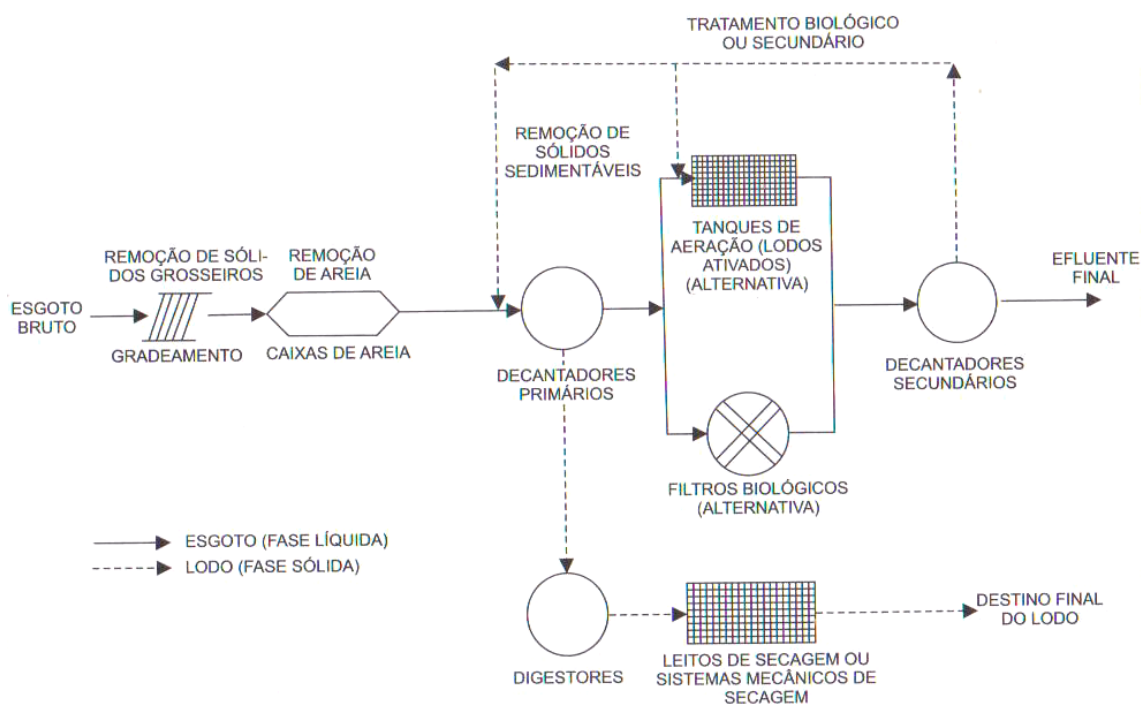 TRATAMENTO BIOLÓGICO
OU SECUNDÁRIO
REMOÇÃO DE
SÓLIDOS
SEDIMENTÁVEIS
REMOÇÃO DE SÓLI-
DOS GROSSEIROS
REMOÇÃO
DE AREIA
TANQUES DE
AERAÇÃO (LODOS
ATIVADOS)
(ALTERNATIVA)
EFLUENTE
FINAL
ESGOTO
BRUTO
GRADEAMENTO
CAIXAS DE AREIA
DECANTADORES
PRIMÁRIOS
DECANTADORES
SECUNDÁRIOS
FILTROS BIOLÓGICOS
(ALTERNATIVA)
ESGOTO (FASE LÍQUIDA)
LODO (FASE SÓLIDA)
DESTINO FINAL
DO LODO
DIGESTORES
LEITOS DE SECAGEM OU
SISTEMAS MECÂNICOS DE
SECAGEM